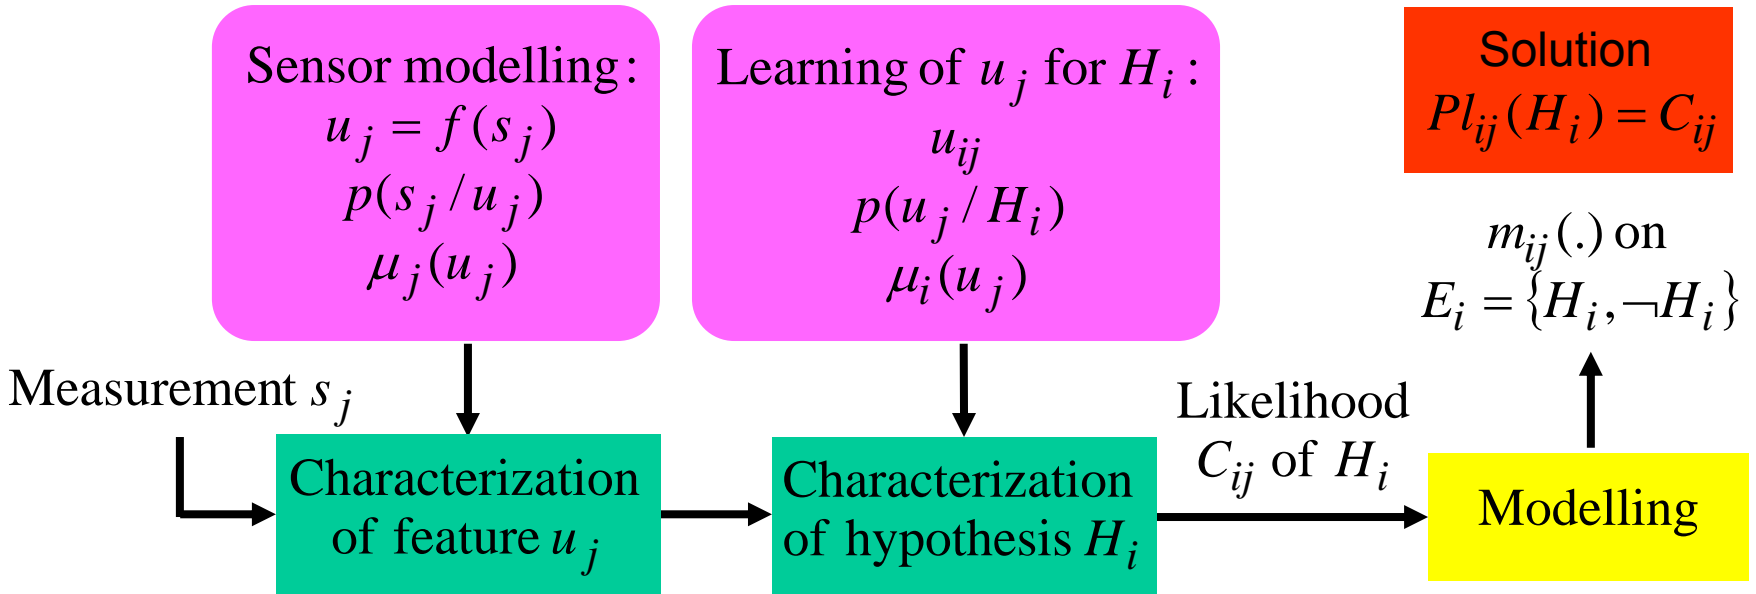 Sensor modelling:
u_j = f(s_j)
p(s_j / u_j)
μ_j(u_j)
Learning of u_j for H_i:
u_ij
p(u_j / H_i)
μ_i(u_j)
Solution
Pl_ij(H_i) = C_ij
m_ij(.) on
E_i = {H_i, ¬H_i}
Measurement s_j
Characterization
of feature u_j
Characterization
of hypothesis H_i
Likelihood
C_ij of H_i
Modelling